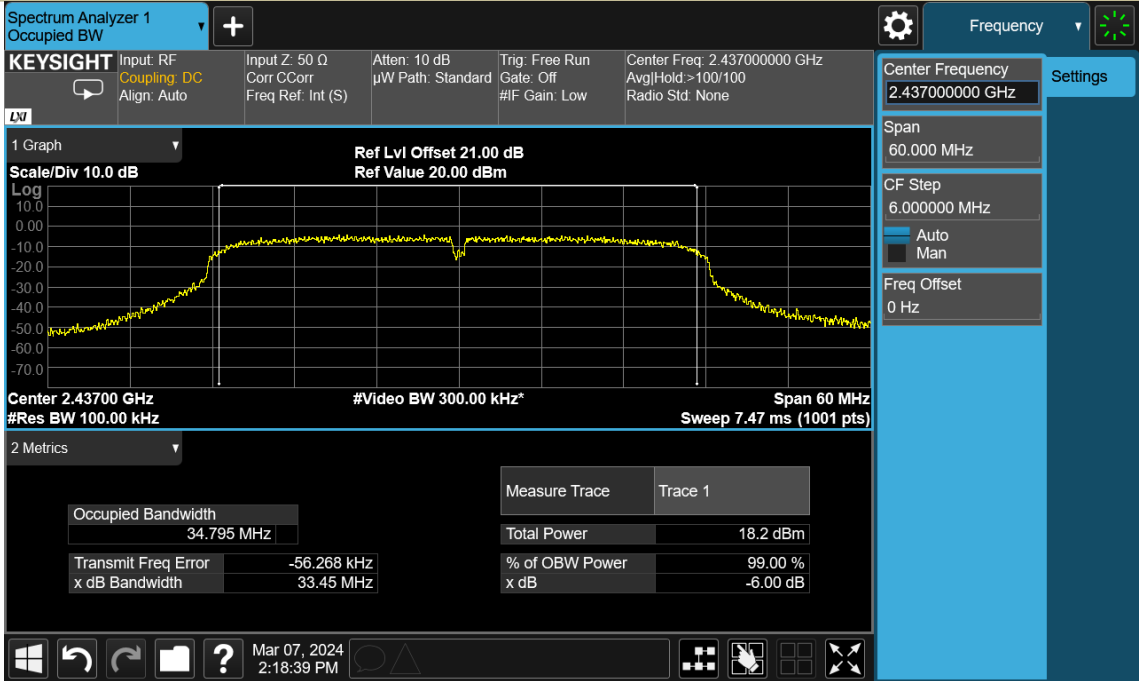 Spectrum Analyzer 1
Occupied BW
+
Frequency
KEYSIGHT
LXI
Input: RF
Coupling: DC
Align: Auto
Input Z: 50 Ω
Corr CCorr
Freq Ref: Int (S)
Atten: 10 dB
µW Path: Standard
Trig: Free Run
Gate: Off
#IF Gain: Low
Center Freq: 2.437000000 GHz
Avg|Hold:>100/100
Radio Std: None
Center Frequency
2.437000000 GHz
Settings
Span
60.000 MHz
CF Step
6.000000 MHz
Auto
Man
Freq Offset
0 Hz
1 Graph
Scale/Div 10.0 dB
Ref Lvl Offset 21.00 dB
Ref Value 20.00 dBm
Log
10.0
0.00
-10.0
-20.0
-30.0
-40.0
-50.0
-60.0
-70.0
Center 2.43700 GHz
#Video BW 300.00 kHz*
Span 60 MHz
#Res BW 100.00 kHz
Sweep 7.47 ms (1001 pts)
2 Metrics
Measure Trace Trace 1
Occupied Bandwidth
34.795 MHz
Total Power 18.2 dBm
Transmit Freq Error -56.268 kHz
% of OBW Power 99.00 %
x dB Bandwidth 33.45 MHz
x dB -6.00 dB
?
Mar 07, 2024
2:18:39 PM